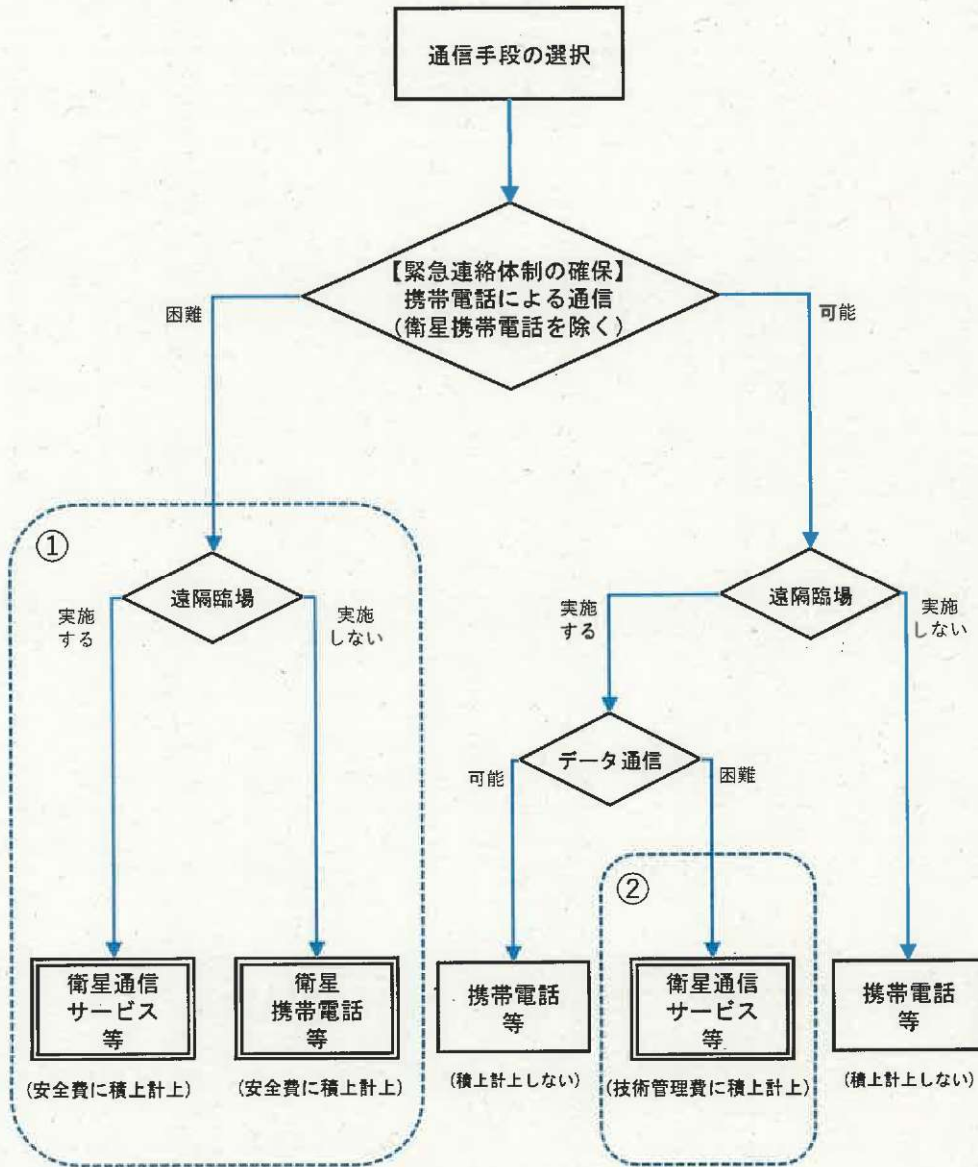 通信手段の選択
【緊急連絡体制の確保】
携帯電話による通信
(衛星携帯電話を除く)
困難
可能
①
遠隔臨場
実施
する
実施
しない
遠隔臨場
実施
する
実施
しない
データ通信
可能
困難
②
衛星通信
サービス
等
(安全費に積上計上)
衛星
携帯電話
等
(安全費に積上計上)
携帯電話
等
(積上計上しない)
衛星通信
サービス
等
(技術管理費に積上計上)
携帯電話
等
(積上計上しない)